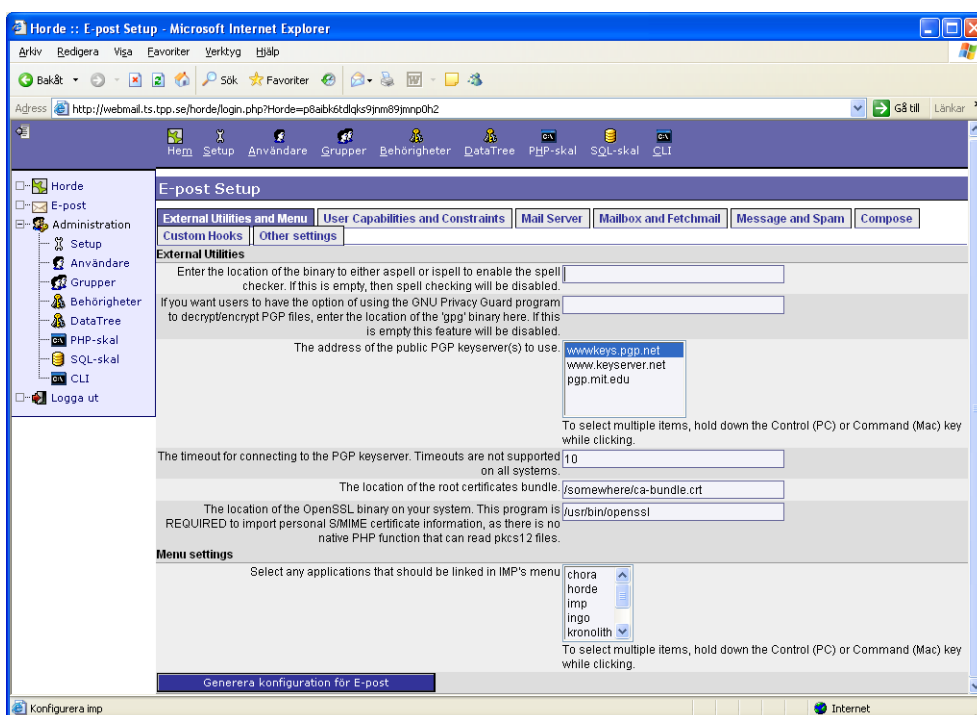 Horde :: E-post Setup - Microsoft Internet Explorer
Arkiv Redigera Visa Favoriter Verktyg Hjälp
Bakåt Sök Favoriter
Adress http://webmail.ts.tpp.se/horde/login.php?Horde=p8aibk6tdlqks9jnm89jmnp0h2 Gå till Länkar
Hem Setup Användare Grupper Behörigheter DataTree PHP-skal SQL-skal CLI
Horde
E-post
Administration
Setup
Användare
Grupper
Behörigheter
DataTree
PHP-skal
SQL-skal
CLI
Logga ut
E-post Setup
External Utilities and Menu User Capabilities and Constraints Mail Server Mailbox and Fetchmail Message and Spam Compose
Custom Hooks Other settings
External Utilities
Enter the location of the binary to either aspell or ispell to enable the spell
checker. If this is empty, then spell checking will be disabled.
If you want users to have the option of using the GNU Privacy Guard program
to decrypt/encrypt PGP files, enter the location of the 'gpg' binary here. If this
is empty this feature will be disabled.
The address of the public PGP keyserver(s) to use.
wwwkeys.pgp.net
www.keyserver.net
pgp.mit.edu
To select multiple items, hold down the Control (PC) or Command (Mac) key
while clicking.
The timeout for connecting to the PGP keyserver. Timeouts are not supported
on all systems.
10
The location of the root certificates bundle.
/somewhere/ca-bundle.crt
The location of the OpenSSL binary on your system. This program is
REQUIRED to import personal S/MIME certificate information, as there is no
native PHP function that can read pkcs12 files.
/usr/bin/openssl
Menu settings
Select any applications that should be linked in IMP's menu
chora
horde
imp
ingo
kronolith
To select multiple items, hold down the Control (PC) or Command (Mac) key
while clicking.
Generera konfiguration för E-post
Konfigurera imp Internet